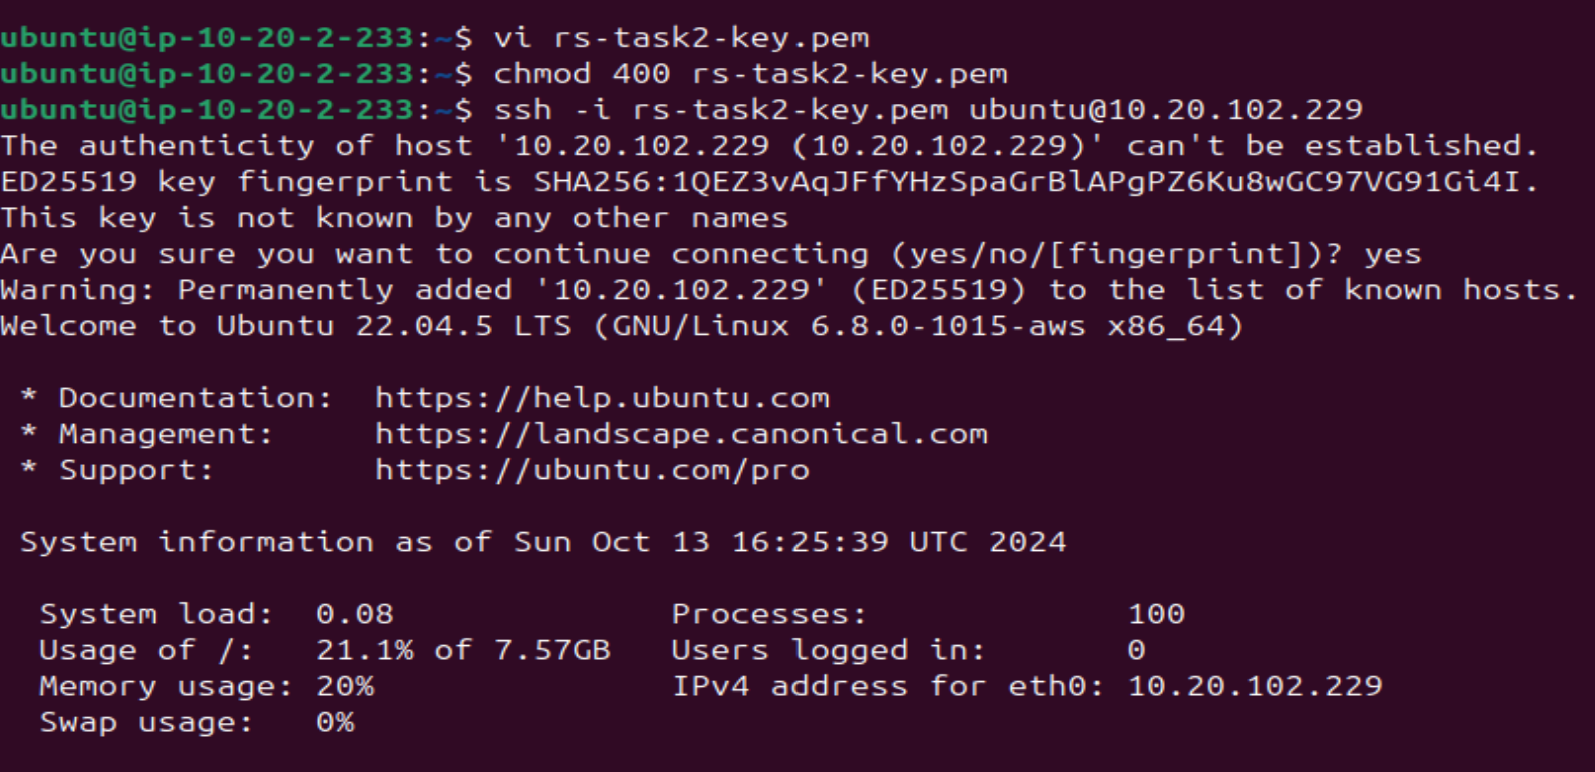 ubuntu@ip-10-20-2-233:~$ vi rs-task2-key.pem
ubuntu@ip-10-20-2-233:~$ chmod 400 rs-task2-key.pem
ubuntu@ip-10-20-2-233:~$ ssh -i rs-task2-key.pem ubuntu@10.20.102.229
The authenticity of host '10.20.102.229 (10.20.102.229)' can't be established.
ED25519 key fingerprint is SHA256:1QEZ3vAqJFfYHzSpaGrBlAPgPZ6Ku8wGC97VG91Gi4I.
This key is not known by any other names
Are you sure you want to continue connecting (yes/no/[fingerprint])? yes
Warning: Permanently added '10.20.102.229' (ED25519) to the list of known hosts.
Welcome to Ubuntu 22.04.5 LTS (GNU/Linux 6.8.0-1015-aws x86_64)
* Documentation:  https://help.ubuntu.com
* Management:     https://landscape.canonical.com
* Support:        https://ubuntu.com/pro
System information as of Sun Oct 13 16:25:39 UTC 2024
System load:  0.08              Processes:             100
Usage of /:   21.1% of 7.57GB   Users logged in:       0
Memory usage: 20%               IPv4 address for eth0: 10.20.102.229
Swap usage:   0%